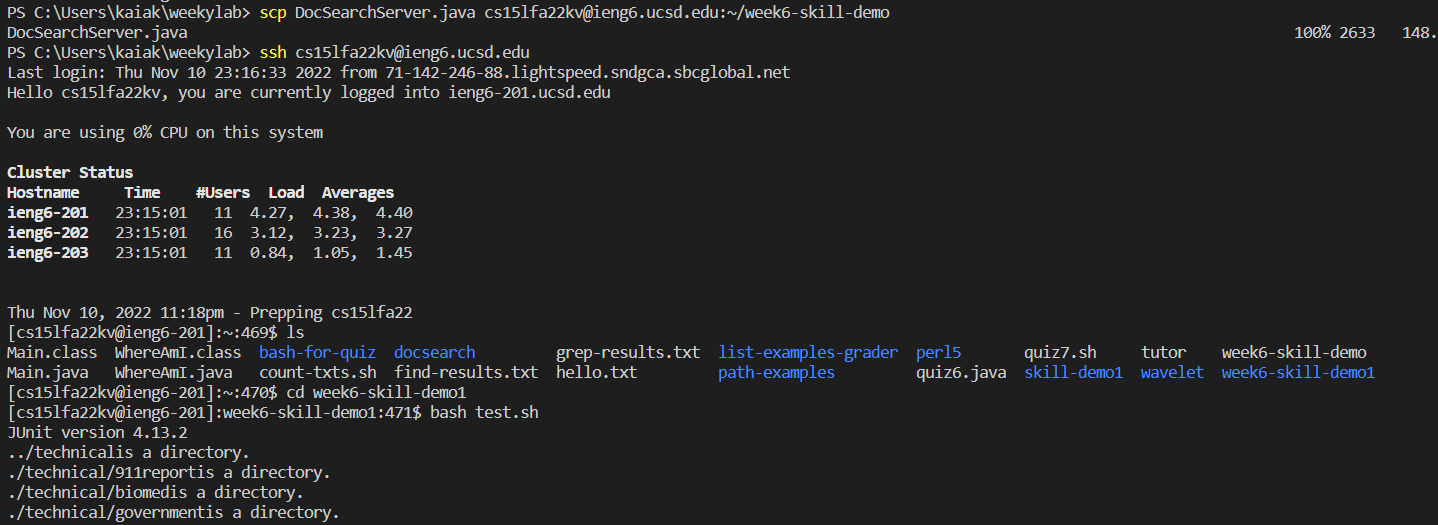 PS C:\Users\kaiak\weekylab> scp DocSearchServer.java cs15lfa22kv@ieng6.ucsd.edu:~/week6-skill-demo
DocSearchServer.java 100% 2633 148.
PS C:\Users\kaiak\weekylab> ssh cs15lfa22kv@ieng6.ucsd.edu
Last login: Thu Nov 10 23:16:33 2022 from 71-142-246-88.lightspeed.sndgca.sbcglobal.net
Hello cs15lfa22kv, you are currently logged into ieng6-201.ucsd.edu
You are using 0% CPU on this system
Cluster Status
Hostname Time #Users Load Averages
ieng6-201 23:15:01 11 4.27, 4.38, 4.40
ieng6-202 23:15:01 16 3.12, 3.23, 3.27
ieng6-203 23:15:01 11 0.84, 1.05, 1.45
Thu Nov 10, 2022 11:18pm - Prepping cs15lfa22
[cs15lfa22kv@ieng6-201]:~:469$ ls
Main.class WhereAmI.class bash-for-quiz docsearch grep-results.txt list-examples-grader perl5 quiz7.sh tutor week6-skill-demo
Main.java WhereAmI.java count-txts.sh find-results.txt hello.txt path-examples quiz6.java skill-demo1 wavelet week6-skill-demo1
[cs15lfa22kv@ieng6-201]:~:470$ cd week6-skill-demo1
[cs15lfa22kv@ieng6-201]:week6-skill-demo1:471$ bash test.sh
JUnit version 4.13.2
../technicalis a directory.
./technical/911reportis a directory.
./technical/biomedis a directory.
./technical/governmentis a directory.